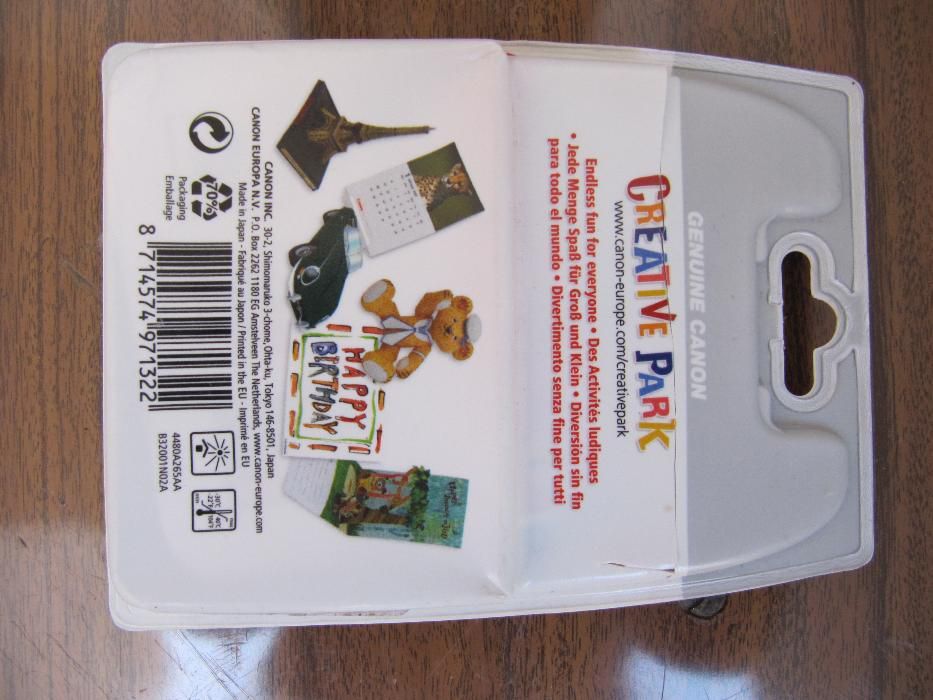 GENUINE CANON
CREATIVE PARK
www.canon-europe.com/creativepark
Endless fun for everyone • Des Activités ludiques
• Jede Menge Spaß für Groß und Klein • Diversión sin fin
para todo el mundo • Divertimento senza fine per tutti
HAPPY
BIRTHDAY
CANON INC. 30-2, Shimomaruko 3-chome, Ohta-ku, Tokyo 146-8501, Japan
CANON EUROPA N.V. P.O. Box 2262 1180 EG Amstelveen The Netherlands. www.canon-europe.com
Made in Japan - Fabriqué au Japon / Printed in the EU - Imprimé en EU
70%
Packaging
Emballage
8 714574 971322
4480A265AA
B32001N02A